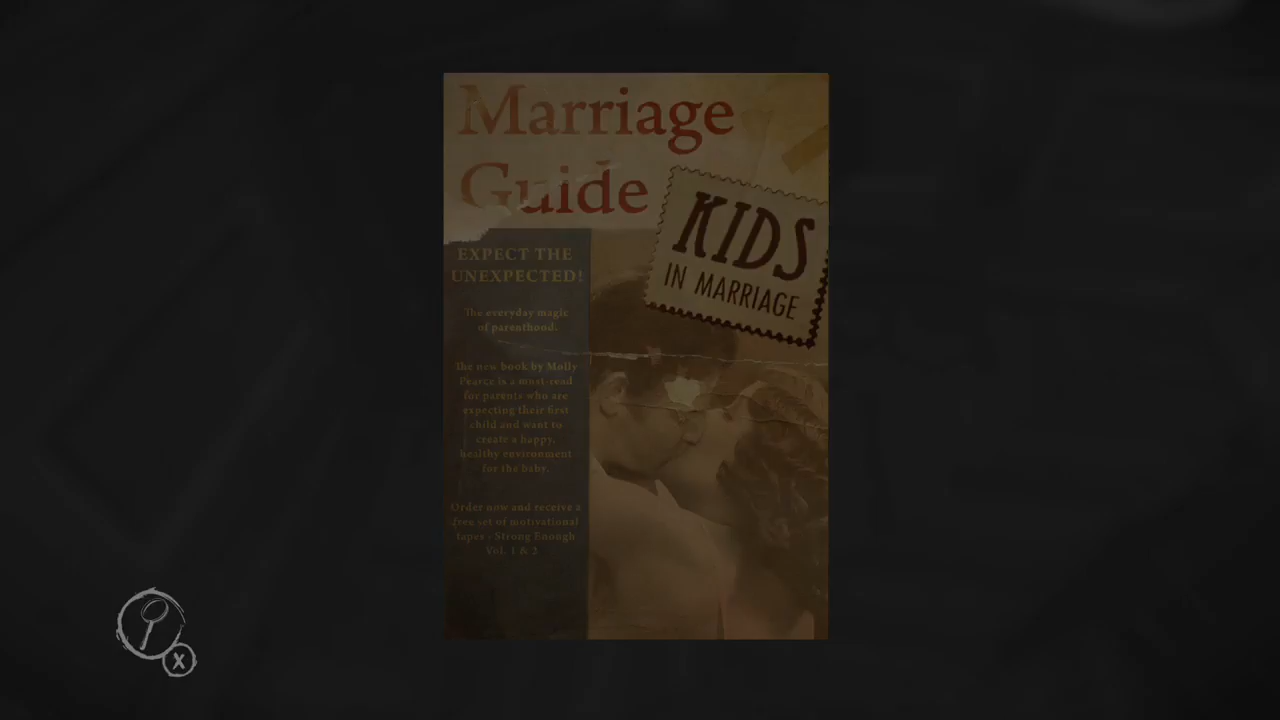 Marriage
Guide
KIDS
IN MARRIAGE
EXPECT THE
UNEXPECTED!
The everyday magic
of parenthood.
The new book by Molly
Pearce is a must-read
for parents who are
expecting their first
child and want to
create a happy,
healthy environment
for the baby.
Order now and receive a
free set of motivational
tapes - Strong Enough
Vol. 1 & 2
X